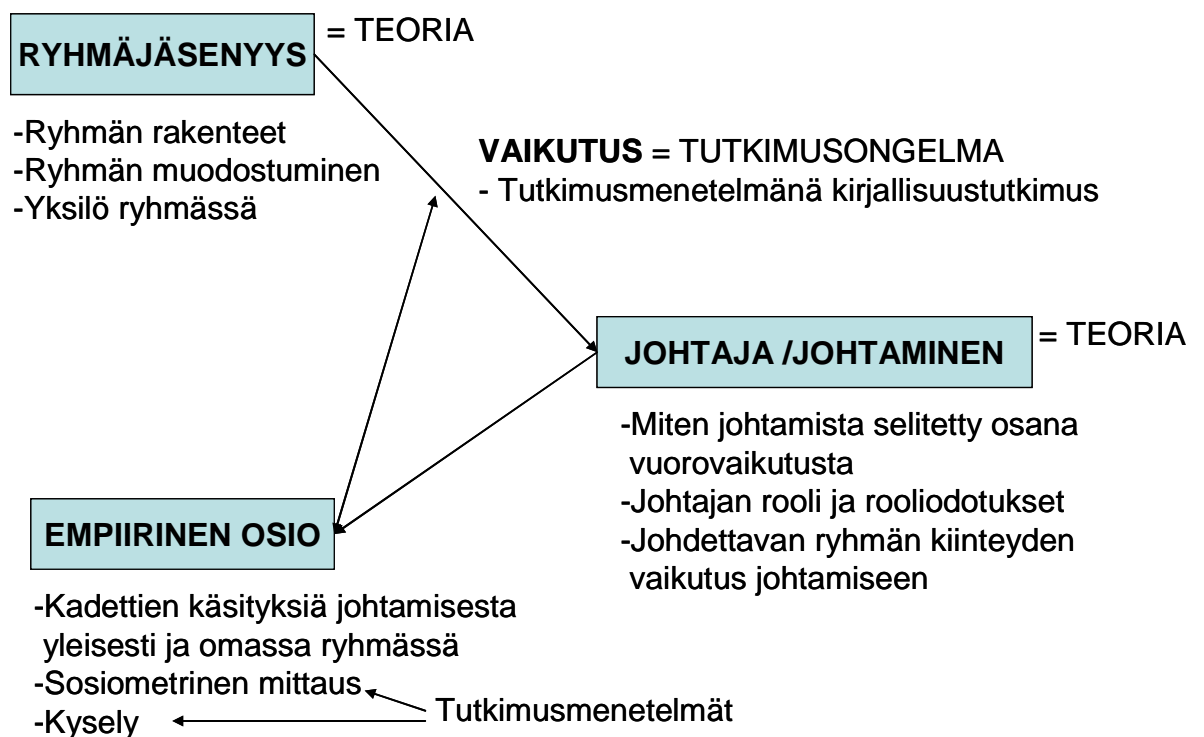 RYHMÄJÄSENYYS
= TEORIA
-Ryhmän rakenteet
-Ryhmän muodostuminen
-Yksilö ryhmässä
VAIKUTUS = TUTKIMUSONGELMA
- Tutkimusmenetelmänä kirjallisuustutkimus
JOHTAJA /JOHTAMINEN
= TEORIA
-Miten johtamista selitetty osana
vuorovaikutusta
-Johtajan rooli ja rooliodotukset
-Johdettavan ryhmän kiinteyden
vaikutus johtamiseen
EMPIIRINEN OSIO
-Kadettien käsityksiä johtamisesta
yleisesti ja omassa ryhmässä
-Sosiometrinen mittaus
-Kysely
Tutkimusmenetelmät